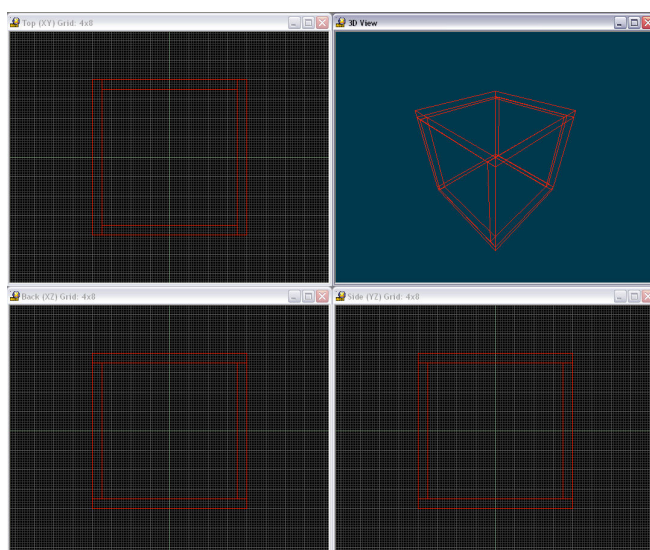 Top (XY) Grid: 4x8
3D View
Back (XZ) Grid: 4x8
Side (YZ) Grid: 4x8